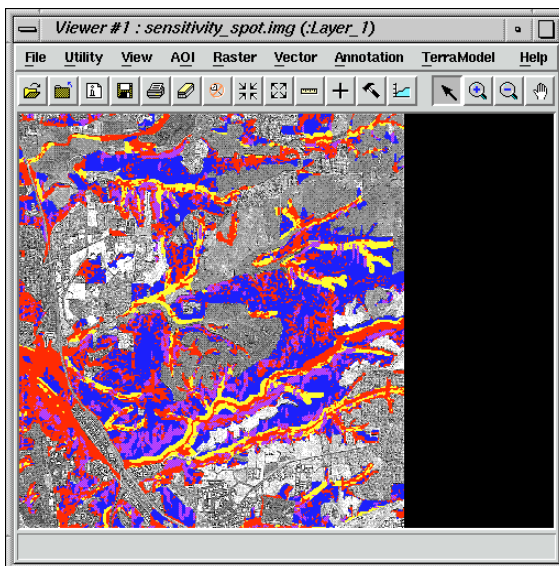 Viewer #1 : sensitivity_spot.img (:Layer_1)
File Utility View AOI Raster Vector Annotation TerraModel Help